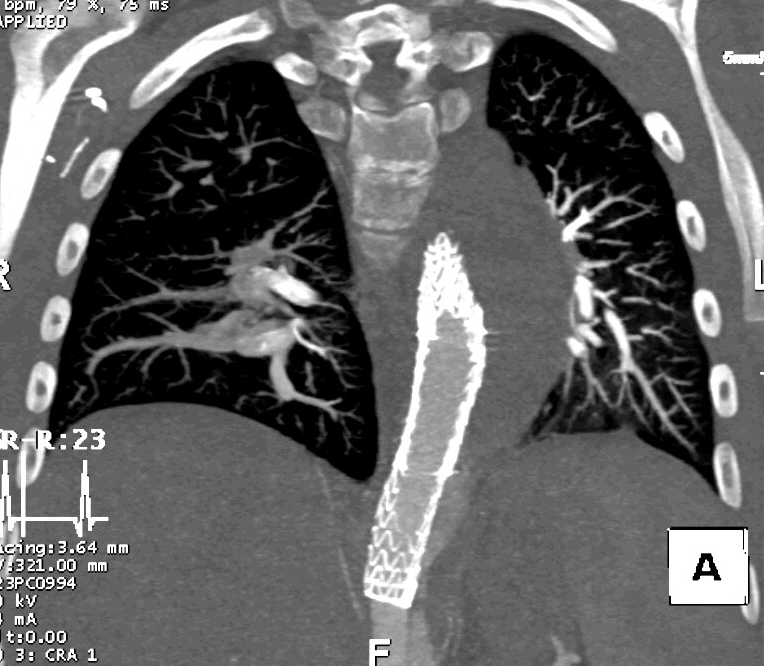 bpm, 79 %, 75 ms
APPLIED
5mm
R
L
R-R:23
acing:3.64 mm
V:321.00 mm
23PC0994
kV
mA
t:0.00
3: CRA 1
A
F